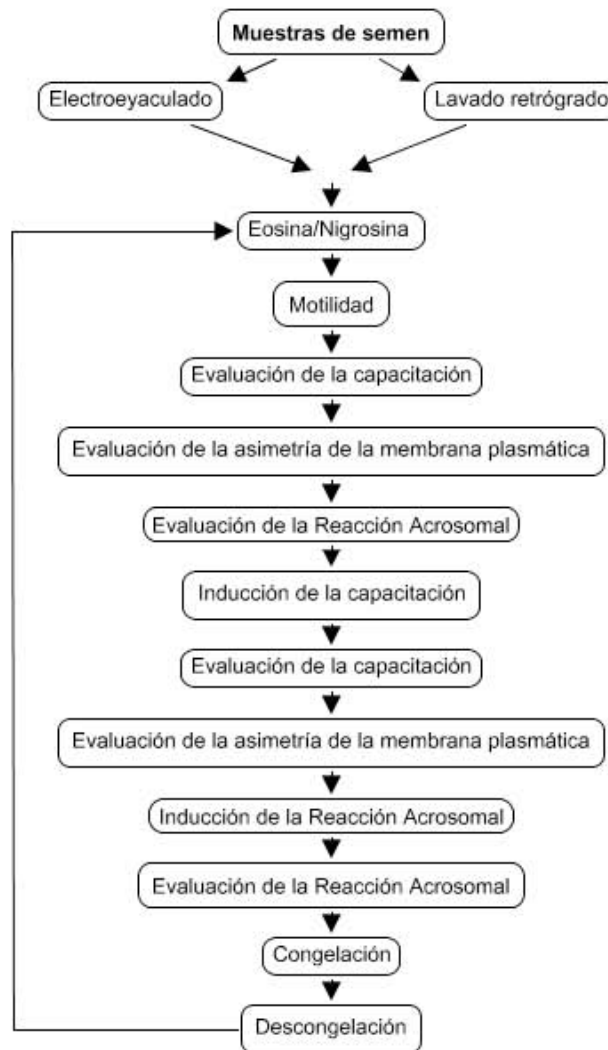 Muestras de semen
Electroeyaculado
Lavado retrógrado
Eosina/Nigrosina
Motilidad
Evaluación de la capacitación
Evaluación de la asimetría de la membrana plasmática
Evaluación de la Reacción Acrosomal
Inducción de la capacitación
Evaluación de la capacitación
Evaluación de la asimetría de la membrana plasmática
Inducción de la Reacción Acrosomal
Evaluación de la Reacción Acrosomal
Congelación
Descongelación